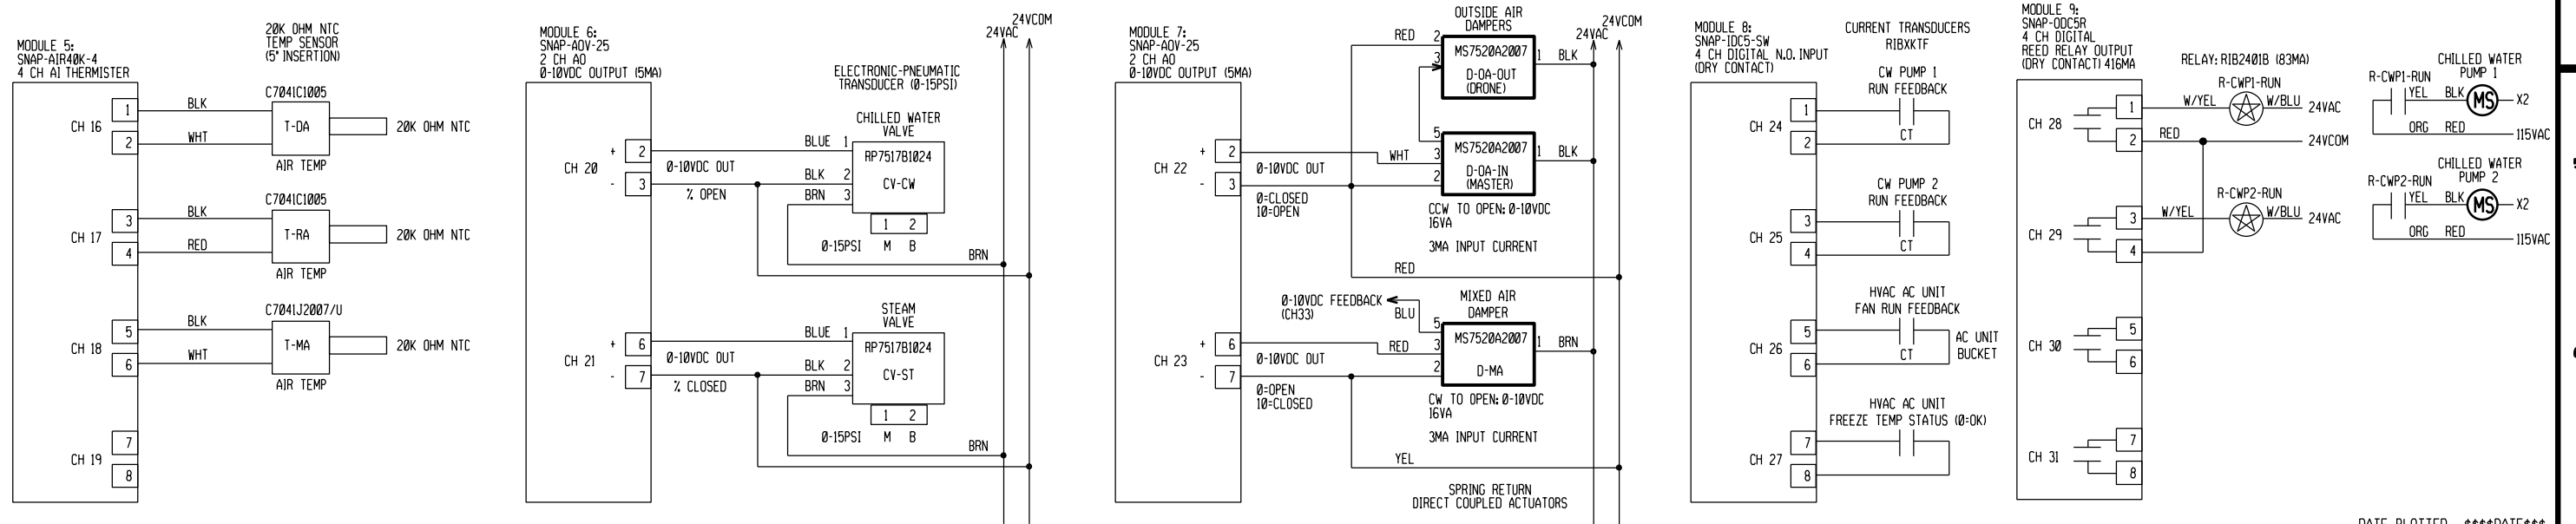 MODULE 5:
SNAP-AIR40K-4
4 CH AI THERMISTER
20K OHM NTC
TEMP SENSOR
(5" INSERTION)
CH 16
1
2
BLK
WHT
C7041C1005
T-DA
AIR TEMP
20K OHM NTC
CH 17
3
4
BLK
RED
C7041C1005
T-RA
AIR TEMP
20K OHM NTC
CH 18
5
6
BLK
WHT
C7041J2007/U
T-MA
AIR TEMP
20K OHM NTC
CH 19
7
8
MODULE 6:
SNAP-AOV-25
2 CH AO
0-10VDC OUTPUT (5MA)
ELECTRONIC-PNEUMATIC
TRANSDUCER (0-15PSI)
24VAC
24VCOM
CH 20
+
-
2
3
0-10VDC OUT
% OPEN
CHILLED WATER
VALVE
BLUE 1
BLK 2
BRN 3
RP7517B1024
CV-CW
1 2
0-15PSI M B
BRN
CH 21
+
-
6
7
0-10VDC OUT
% CLOSED
STEAM
VALVE
BLUE 1
BLK 2
BRN 3
RP7517B1024
CV-ST
1 2
0-15PSI M B
BRN
MODULE 7:
SNAP-AOV-25
2 CH AO
0-10VDC OUTPUT (5MA)
OUTSIDE AIR
DAMPERS
24VAC
24VCOM
RED 2
3
MS7520A2007
D-OA-OUT
(DRONE)
1 BLK
CH 22
+
-
2
3
0-10VDC OUT
0=CLOSED
10=OPEN
5
WHT 3
2
MS7520A2007
D-OA-IN
(MASTER)
1 BLK
CCW TO OPEN: 0-10VDC
16VA
3MA INPUT CURRENT
RED
0-10VDC FEEDBACK
(CH33)
BLU
MIXED AIR
DAMPER
CH 23
+
-
6
7
0-10VDC OUT
0=OPEN
10=CLOSED
5
RED 3
2
MS7520A2007
D-MA
1 BRN
CW TO OPEN: 0-10VDC
16VA
3MA INPUT CURRENT
YEL
SPRING RETURN
DIRECT COUPLED ACTUATORS
MODULE 8:
SNAP-IDC5-SW
4 CH DIGITAL N.O. INPUT
(DRY CONTACT)
CURRENT TRANSDUCERS
RIBXKTF
CH 24
1
2
CW PUMP 1
RUN FEEDBACK
CT
CH 25
3
4
CW PUMP 2
RUN FEEDBACK
CT
CH 26
5
6
HVAC AC UNIT
FAN RUN FEEDBACK
CT
AC UNIT
BUCKET
CH 27
7
8
HVAC AC UNIT
FREEZE TEMP STATUS (0=OK)
MODULE 9:
SNAP-ODC5R
4 CH DIGITAL
REED RELAY OUTPUT
(DRY CONTACT) 416MA
RELAY: RIB2401B (83MA)
CH 28
1
2
W/YEL
R-CWP1-RUN
W/BLU
24VAC
RED
24VCOM
CH 29
3
4
W/YEL
R-CWP2-RUN
W/BLU
24VAC
CH 30
5
6
CH 31
7
8
CHILLED WATER
PUMP 1
R-CWP1-RUN
YEL BLK
MS
X2
ORG RED
115VAC
CHILLED WATER
PUMP 2
R-CWP2-RUN
YEL BLK
MS
X2
ORG RED
115VAC